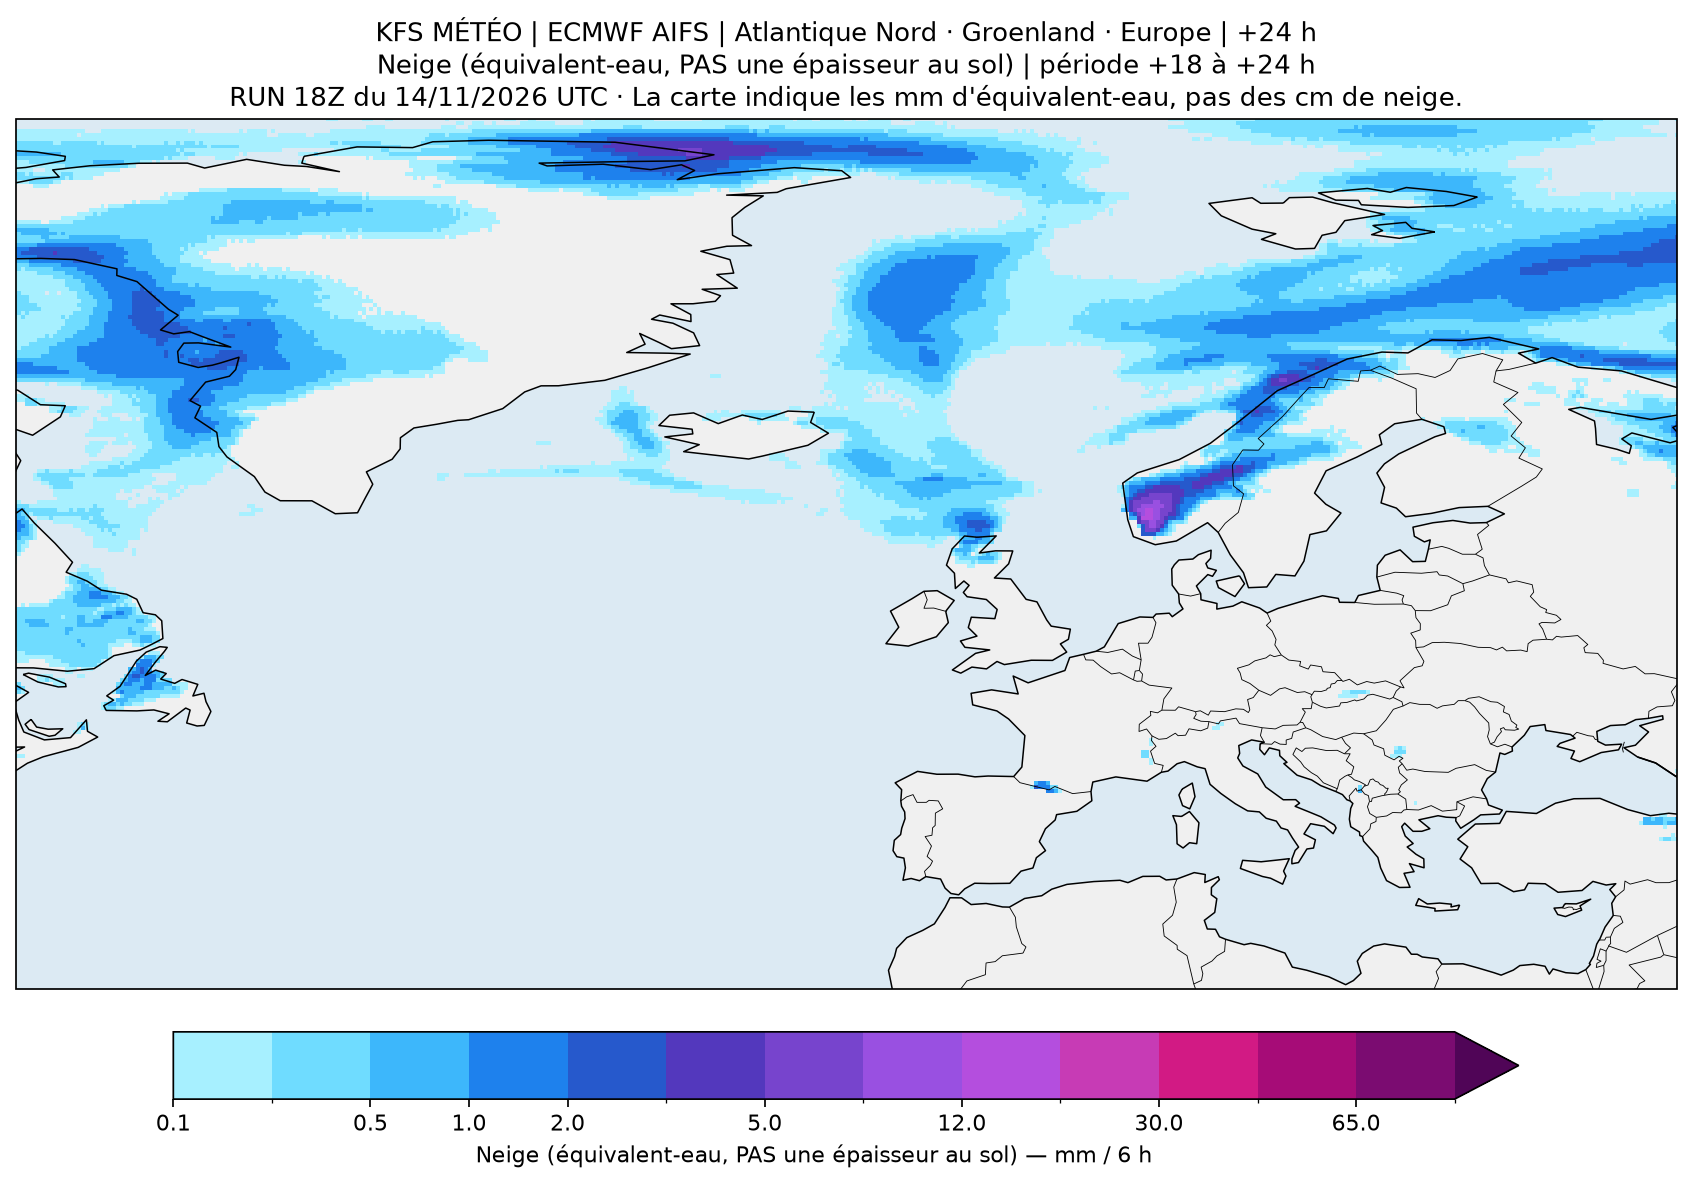 KFS MÉTÉO | ECMWF AIFS | Atlantique Nord · Groenland · Europe | +24 h
Neige (équivalent-eau, PAS une épaisseur au sol) | période +18 à +24 h
RUN 18Z du 14/11/2026 UTC · La carte indique les mm d'équivalent-eau, pas des cm de neige.
0.1 0.5 1.0 2.0 5.0 12.0 30.0 65.0
Neige (équivalent-eau, PAS une épaisseur au sol) — mm / 6 h